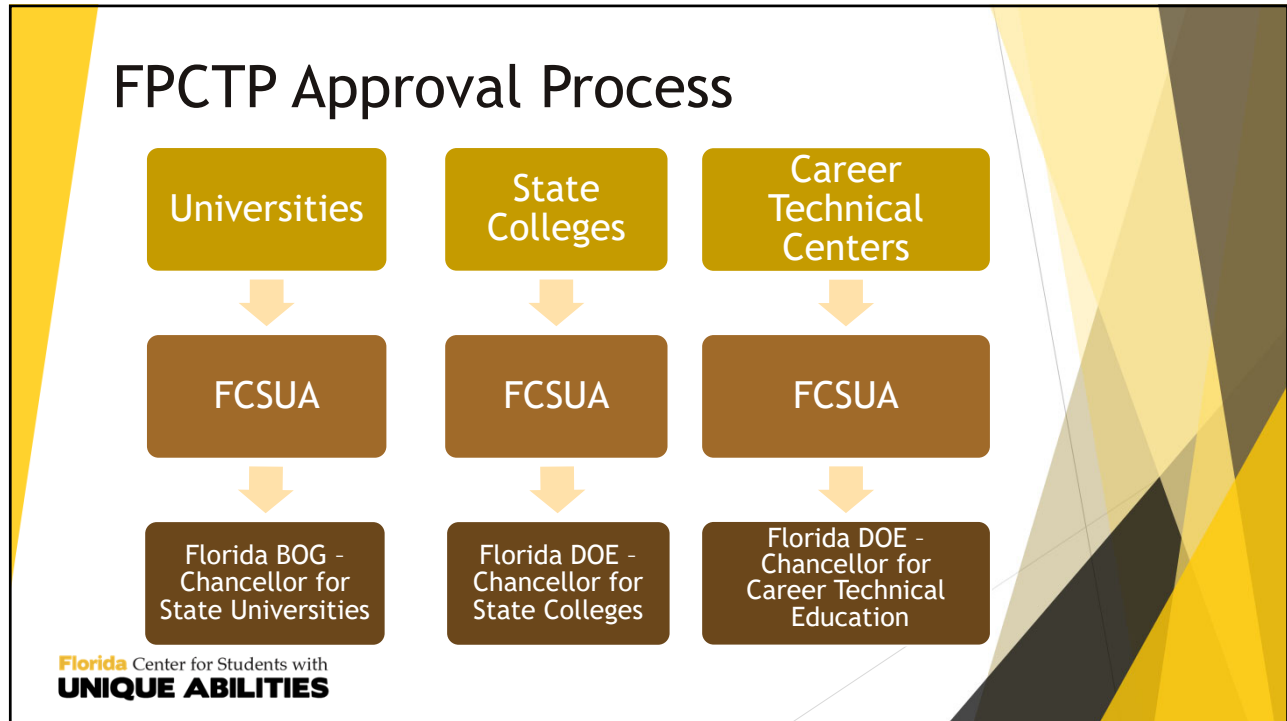 FPCTP Approval Process
Universities
State
Colleges
Career
Technical
Centers
FCSUA
FCSUA
FCSUA
Florida BOG –
Chancellor for
State Universities
Florida DOE –
Chancellor for
State Colleges
Florida DOE –
Chancellor for
Career Technical
Education
Florida Center for Students with
UNIQUE ABILITIES